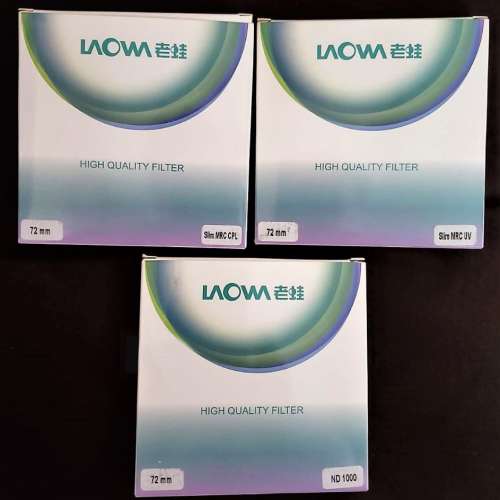 LAOWA 老蛙
HIGH QUALITY FILTER
72 mm
Slim MRC CPL
LAOWA 老蛙
HIGH QUALITY FILTER
72 mm
Slim MRC UV
LAOWA 老蛙
HIGH QUALITY FILTER
72 mm
ND 1000